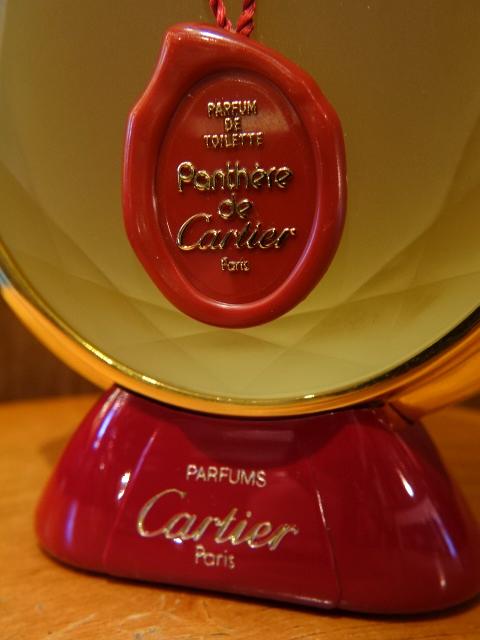 PARFUM
DE
TOILETTE
Panthère
de
Cartier
Paris
PARFUMS
Cartier
Paris